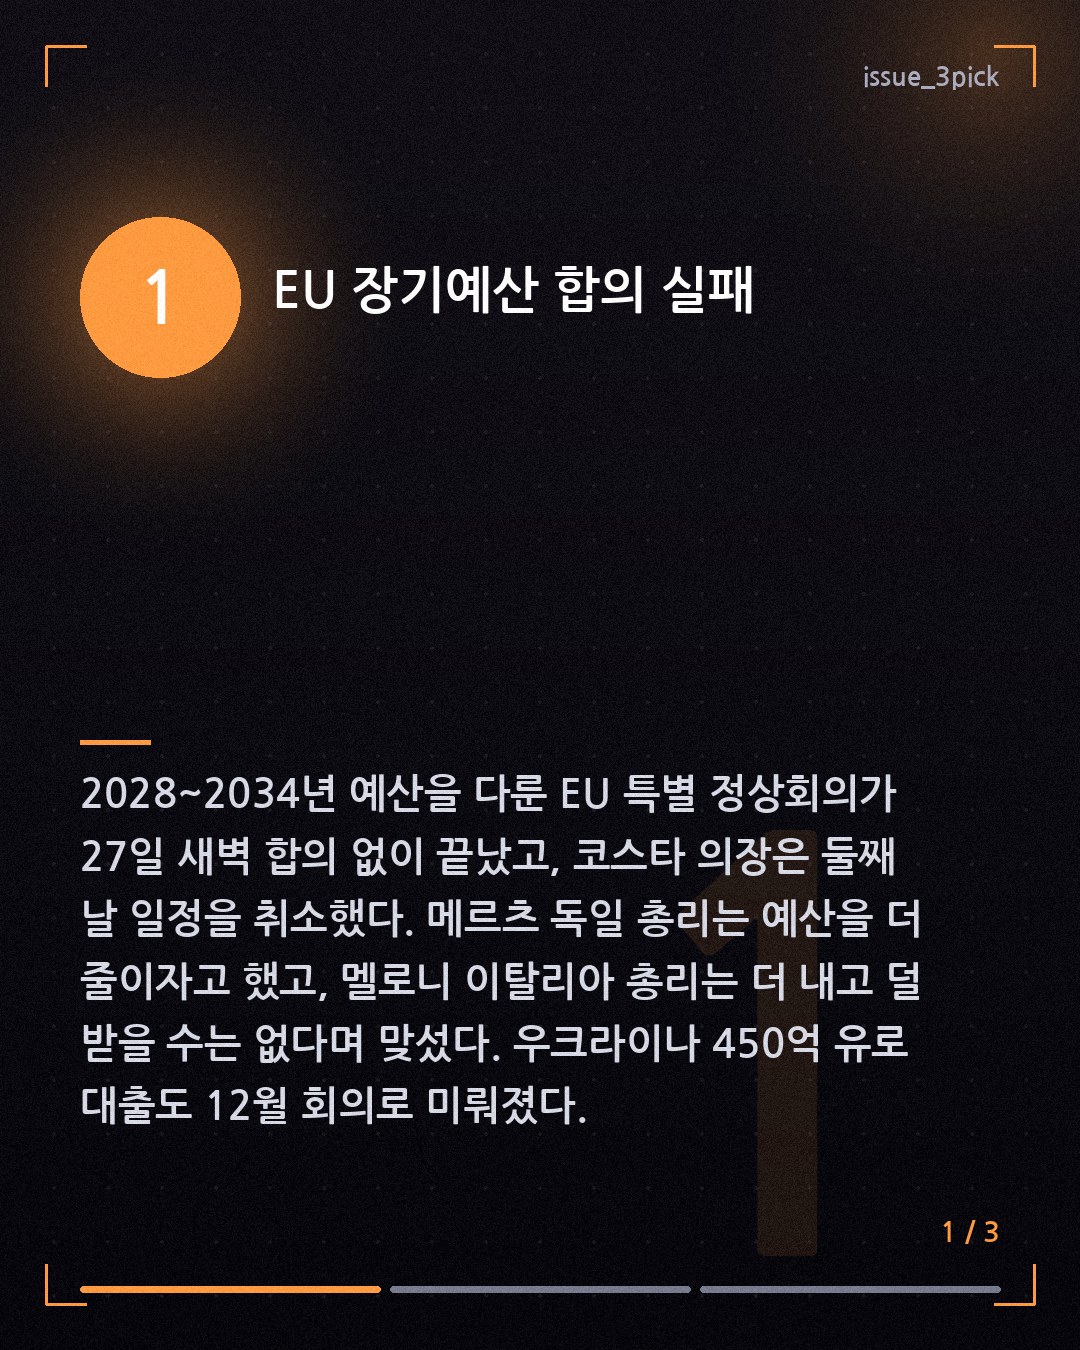 issue_3pick
1
EU 장기예산 합의 실패
2028~2034년 예산을 다룬 EU 특별 정상회의가
27일 새벽 합의 없이 끝났고, 코스타 의장은 둘째
날 일정을 취소했다. 메르츠 독일 총리는 예산을 더
줄이자고 했고, 멜로니 이탈리아 총리는 더 내고 덜
받을 수는 없다며 맞섰다. 우크라이나 450억 유로
대출도 12월 회의로 미뤄졌다.
1
1 / 3